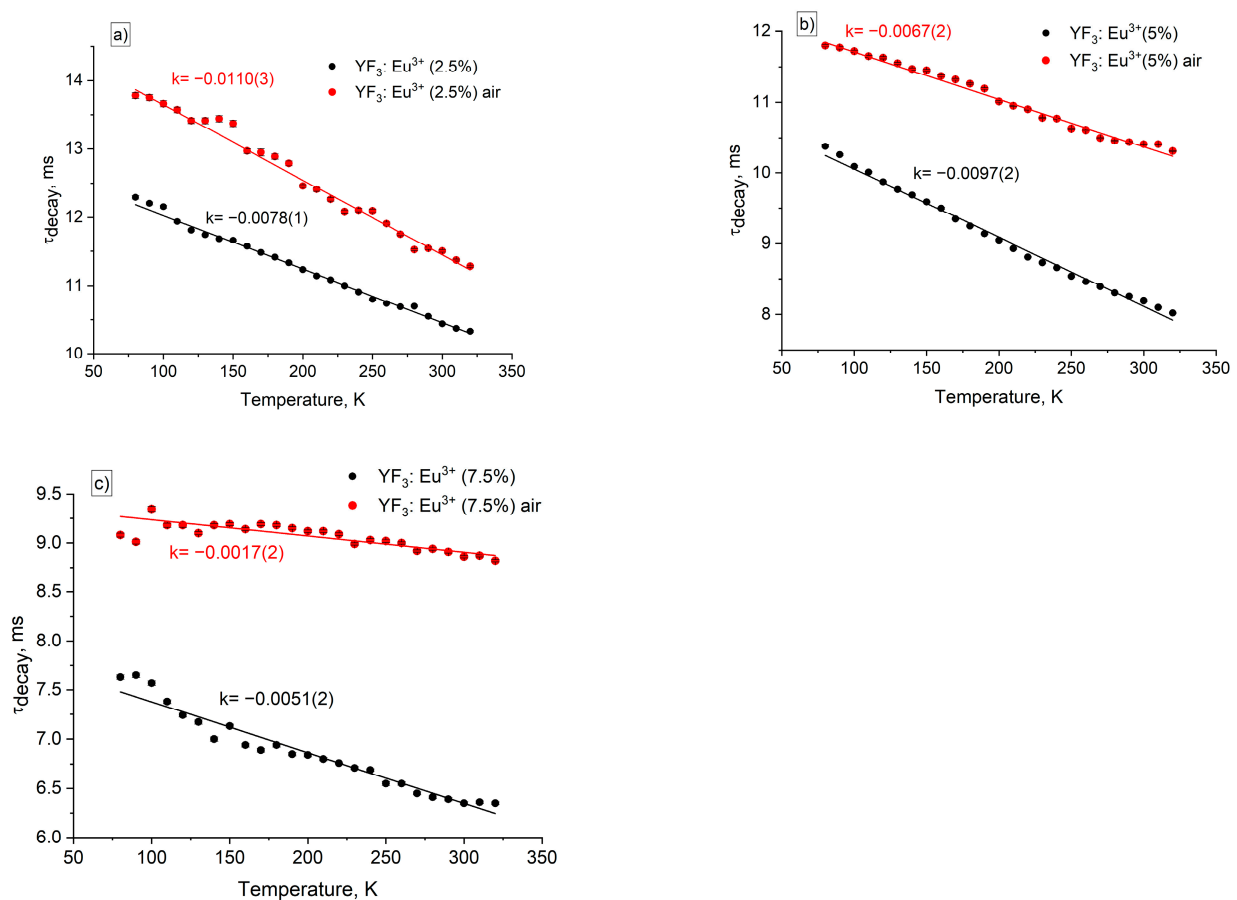 a)
YF₃: Eu³⁺ (2.5%)
YF₃: Eu³⁺ (2.5%) air
k= −0.0110(3)
k= −0.0078(1)
τdecay, ms
14
13
12
11
10
50 100 150 200 250 300 350
Temperature, K
b)
YF₃: Eu³⁺(5%)
YF₃: Eu³⁺(5%) air
k= −0.0067(2)
k= −0.0097(2)
τdecay, ms
12
11
10
9
8
50 100 150 200 250 300 350
Temperature, K
c)
YF₃: Eu³⁺ (7.5%)
YF₃: Eu³⁺ (7.5%) air
k= −0.0017(2)
k= −0.0051(2)
τdecay, ms
9.5
9.0
8.5
8.0
7.5
7.0
6.5
6.0
50 100 150 200 250 300 350
Temperature, K